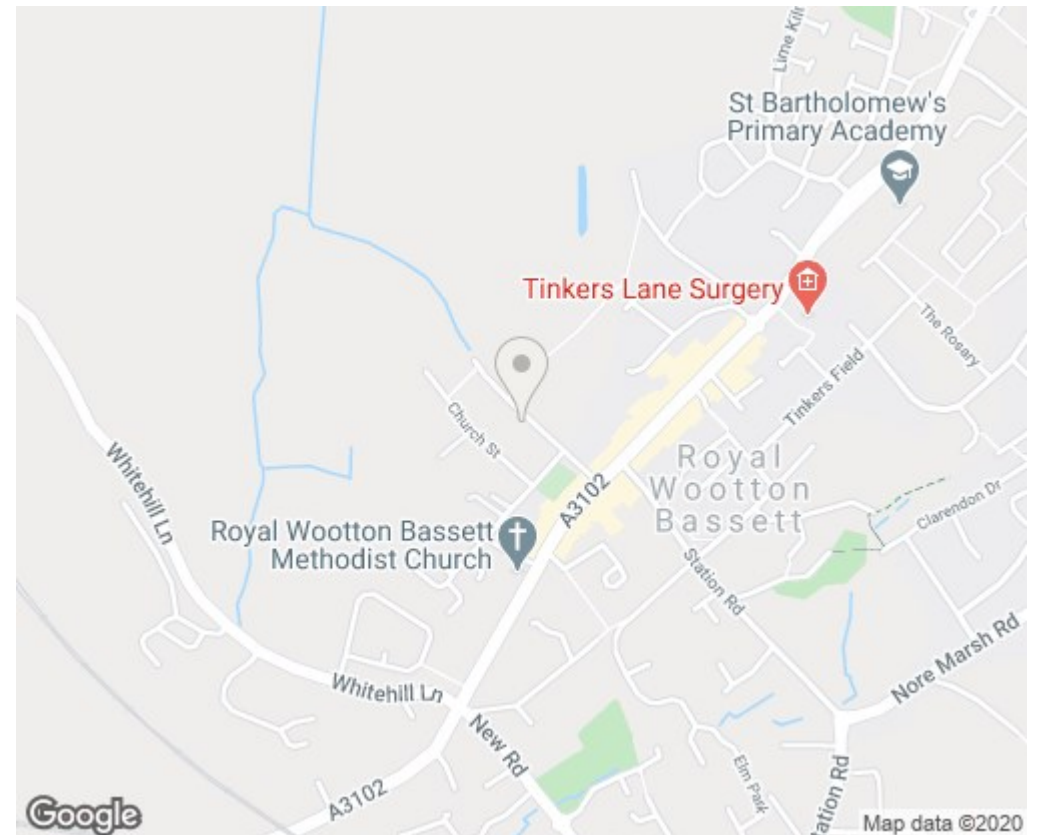 Lime Kiln
St Bartholomew's
Primary Academy
Tinkers Lane Surgery
The Rosary
Tinkers Field
Church St
Royal
Wootton
Bassett
A3102
Whitehill Ln
Royal Wootton Bassett
Methodist Church
Clarendon Dr
Station Rd
Nore Marsh Rd
Whitehill Ln
New Rd
Elm Park
Station Rd
A3102
Google
Map data ©2020